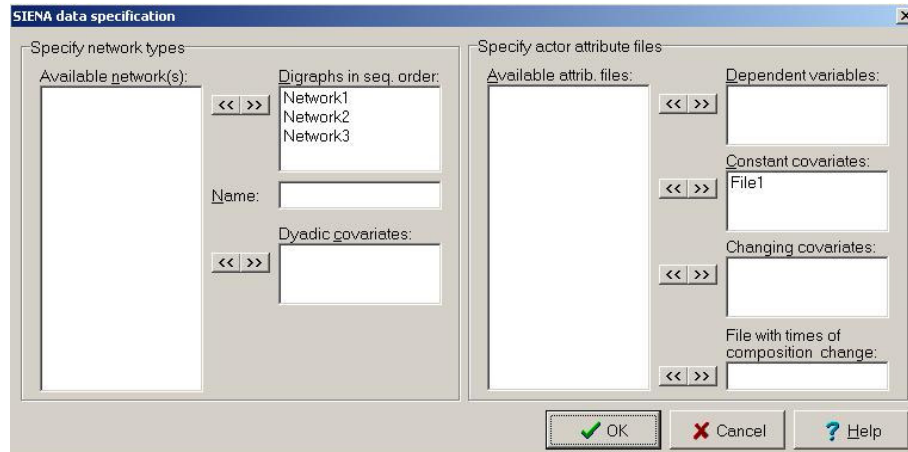 SIENA data specification
Specify network types
Available network(s):
<< >>
Digraphs in seq. order:
Network1
Network2
Network3
Name:
<< >>
Dyadic covariates:
Specify actor attribute files
Available attrib. files:
<< >>
Dependent variables:
<< >>
Constant covariates:
File1
<< >>
Changing covariates:
<< >>
File with times of
composition change:
OK
Cancel
? Help